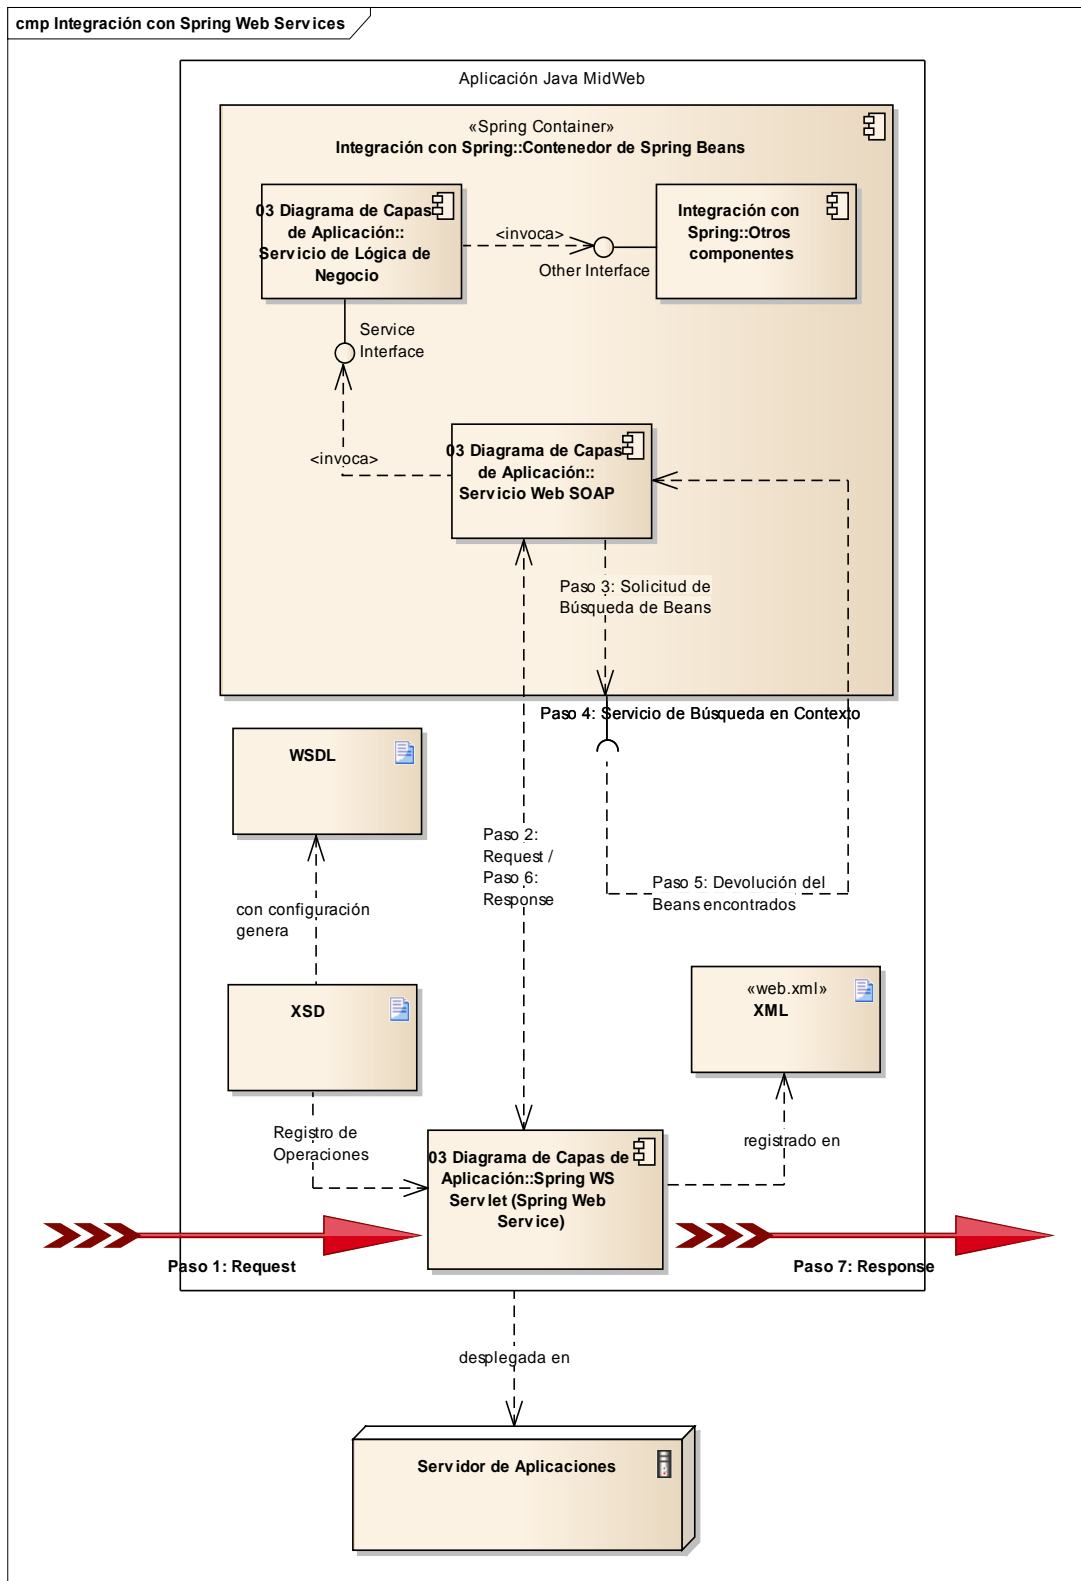 cmp Integración con Spring Web Services
Aplicación Java MidWeb
«Spring Container»
Integración con Spring::Contenedor de Spring Beans
03 Diagrama de Capas
de Aplicación::
Servicio de Lógica de
Negocio
<invoca>
Other Interface
Integración con
Spring::Otros
componentes
Service
Interface
<invoca>
03 Diagrama de Capas
de Aplicación::
Servicio Web SOAP
Paso 3: Solicitud de
Búsqueda de Beans
Paso 4: Servicio de Búsqueda en Contexto
WSDL
Paso 2:
Request /
Paso 6:
Response
Paso 5: Devolución del
Beans encontrados
con configuración
genera
XSD
«web.xml»
XML
Registro de
Operaciones
03 Diagrama de Capas de
Aplicación::Spring WS
Servlet (Spring Web
Service)
registrado en
Paso 1: Request
Paso 7: Response
desplegada en
Servidor de Aplicaciones